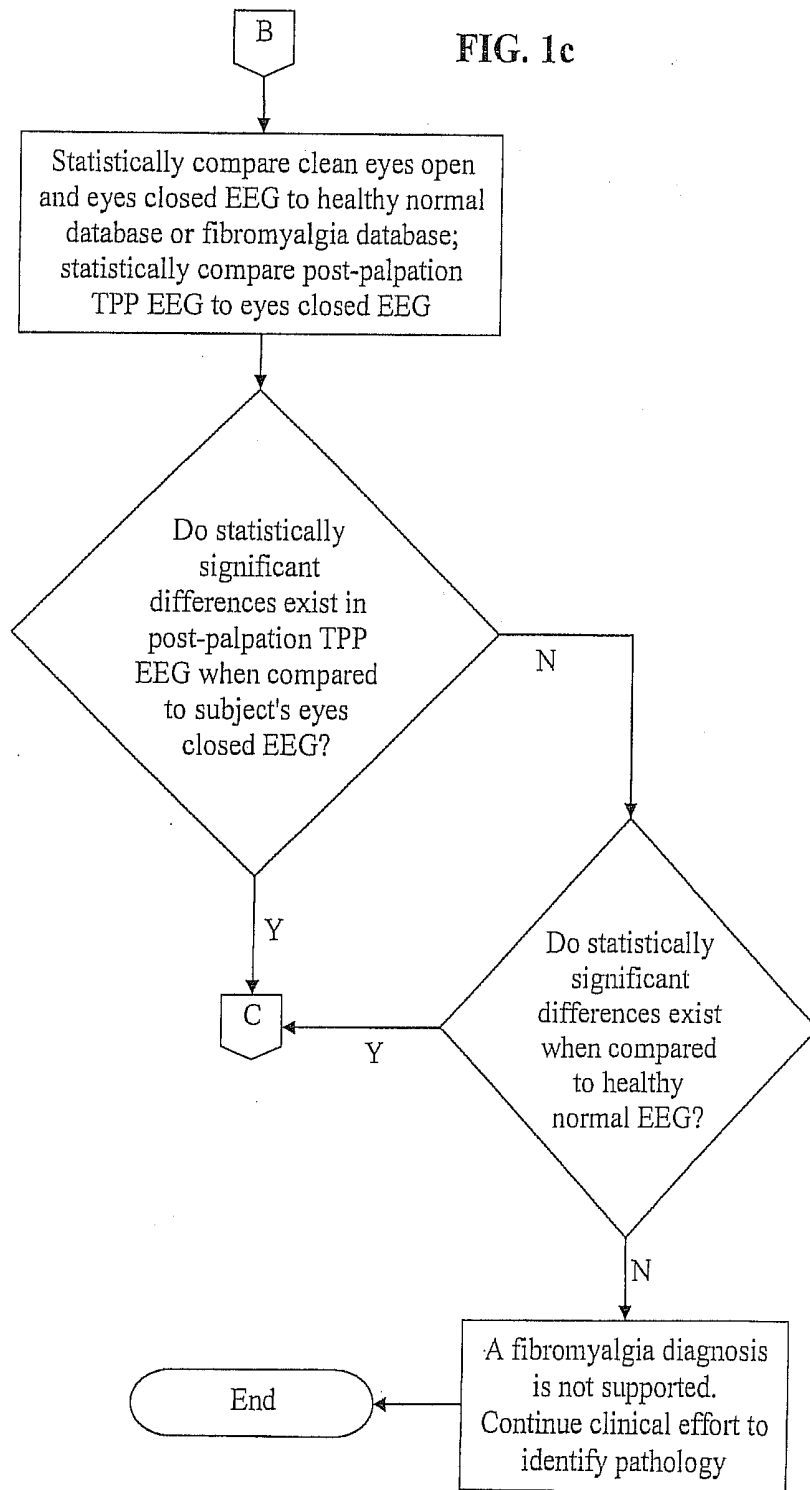 B
FIG. 1c
Statistically compare clean eyes open
and eyes closed EEG to healthy normal
database or fibromyalgia database;
statistically compare post-palpation
TPP EEG to eyes closed EEG
Do statistically
significant
differences exist in
post-palpation TPP
EEG when compared
to subject's eyes
closed EEG?
N
Y
C
Y
Do statistically
significant
differences exist
when compared
to healthy
normal EEG?
N
A fibromyalgia diagnosis
is not supported.
Continue clinical effort to
identify pathology
End